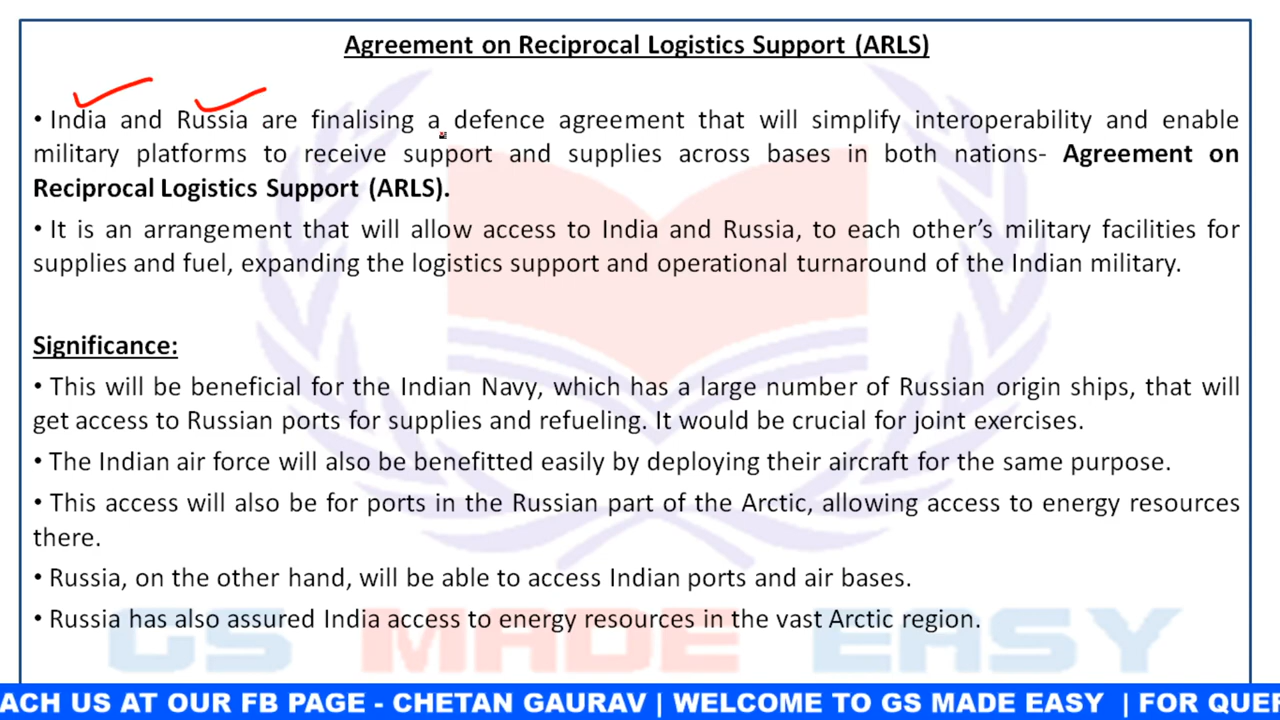 Agreement on Reciprocal Logistics Support (ARLS)
• India and Russia are finalising a defence agreement that will simplify interoperability and enable
military platforms to receive support and supplies across bases in both nations- Agreement on
Reciprocal Logistics Support (ARLS).
• It is an arrangement that will allow access to India and Russia, to each other’s military facilities for
supplies and fuel, expanding the logistics support and operational turnaround of the Indian military.
Significance:
• This will be beneficial for the Indian Navy, which has a large number of Russian origin ships, that will
get access to Russian ports for supplies and refueling. It would be crucial for joint exercises.
• The Indian air force will also be benefitted easily by deploying their aircraft for the same purpose.
• This access will also be for ports in the Russian part of the Arctic, allowing access to energy resources
there.
• Russia, on the other hand, will be able to access Indian ports and air bases.
• Russia has also assured India access to energy resources in the vast Arctic region.
GS MADE EASY
ACH US AT OUR FB PAGE - CHETAN GAURAV | WELCOME TO GS MADE EASY | FOR QUER